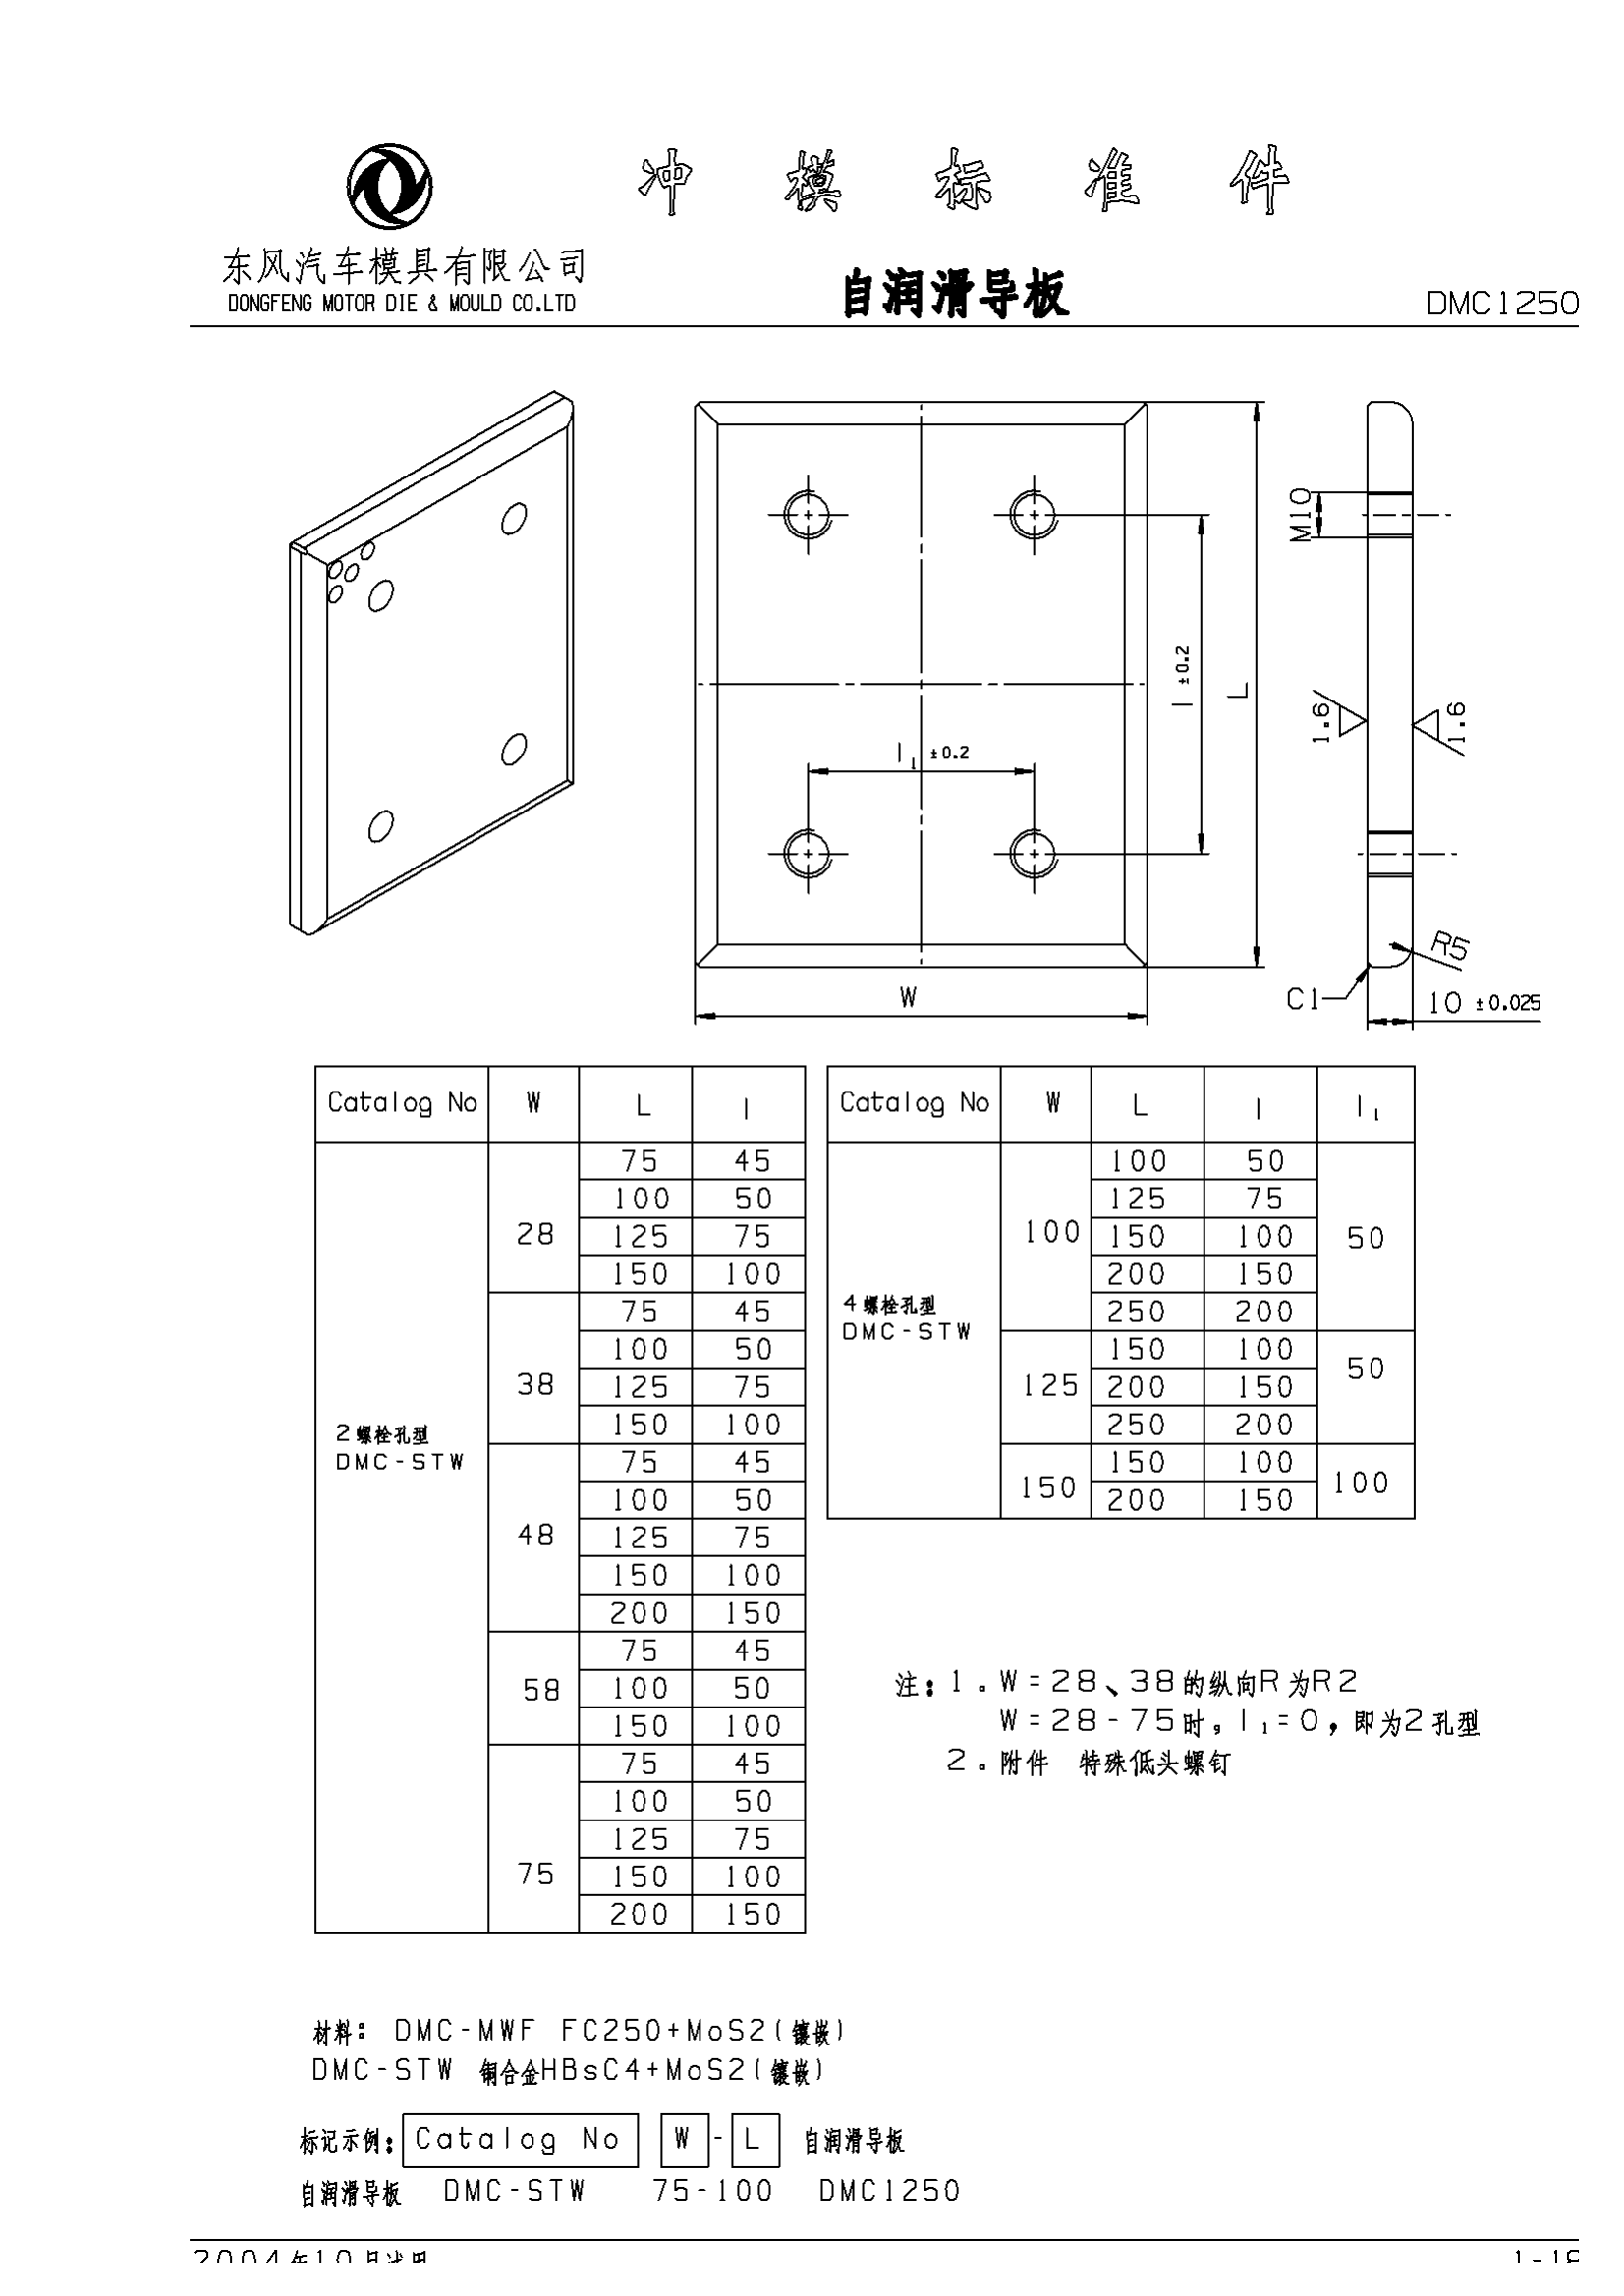 冲 模 标 准 件
东风汽车模具有限公司
DONGFENG MOTOR DIE & MOULD CO.LTD
自润滑导板
DMC1250
M10
l ±0.2
L
l₁ ±0.2
1.6
1.6
R5
W
C1
10 ±0.025
Catalog No W L l
2螺栓孔型
DMC-STW
28
75 45
100 50
125 75
150 100
38
75 45
100 50
125 75
150 100
48
75 45
100 50
125 75
150 100
200 150
58
75 45
100 50
150 100
75
75 45
100 50
125 75
150 100
200 150
Catalog No W L l l₁
4螺栓孔型
DMC-STW
100
100 50
125 75
150 100
200 150
250 200
50
125
150 100
200 150
250 200
50
150
150 100
200 150
100
注：1。W=28、38的纵向R为R2
W=28-75时。l₁=0，即为2孔型
2。附件 特殊低头螺钉
材料： DMC-MWF FC250+MoS2(镶嵌)
DMC-STW 铜合金HBsC4+MoS2(镶嵌)
标记示例：Catalog No W - L 自润滑导板
自润滑导板 DMC-STW 75-100 DMC1250
2004年10月